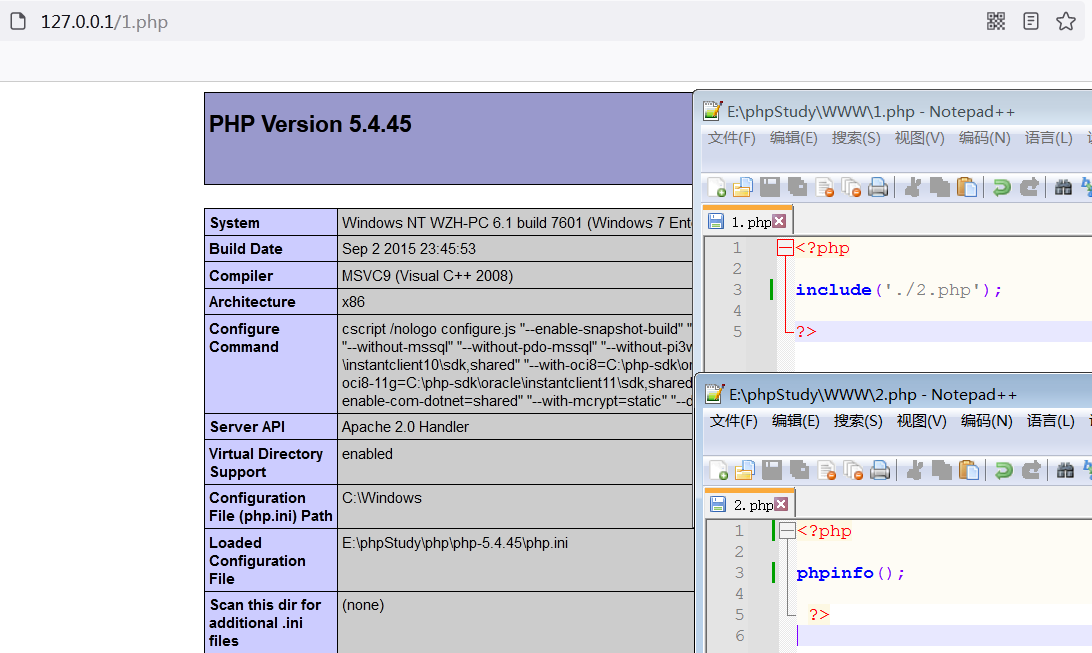 127.0.0.1/1.php
PHP Version 5.4.45
System Windows NT WZH-PC 6.1 build 7601 (Windows 7 Ent
Build Date Sep 2 2015 23:45:53
Compiler MSVC9 (Visual C++ 2008)
Architecture x86
Configure Command
cscript /nologo configure.js "--enable-snapshot-build" "
"--without-mssql" "--without-pdo-mssql" "--without-pi3w
\instantclient10\sdk,shared" "--with-oci8=C:\php-sdk\or
oci8-11g=C:\php-sdk\oracle\instantclient11\sdk,shared
enable-com-dotnet=shared" "--with-mcrypt=static" "--d
Server API Apache 2.0 Handler
Virtual Directory
Support
enabled
Configuration
File (php.ini) Path
C:\Windows
Loaded
Configuration
File
E:\phpStudy\php\php-5.4.45\php.ini
Scan this dir for
additional .ini
files
(none)
E:\phpStudy\WWW\1.php - Notepad++
文件(F) 编辑(E) 搜索(S) 视图(V) 编码(N) 语言(L)
1.php
1 <?php
2
3 include('./2.php');
4
5 ?>
E:\phpStudy\WWW\2.php - Notepad++
文件(F) 编辑(E) 搜索(S) 视图(V) 编码(N) 语言(L)
2.php
1 <?php
2
3 phpinfo();
4
5 ?>
6